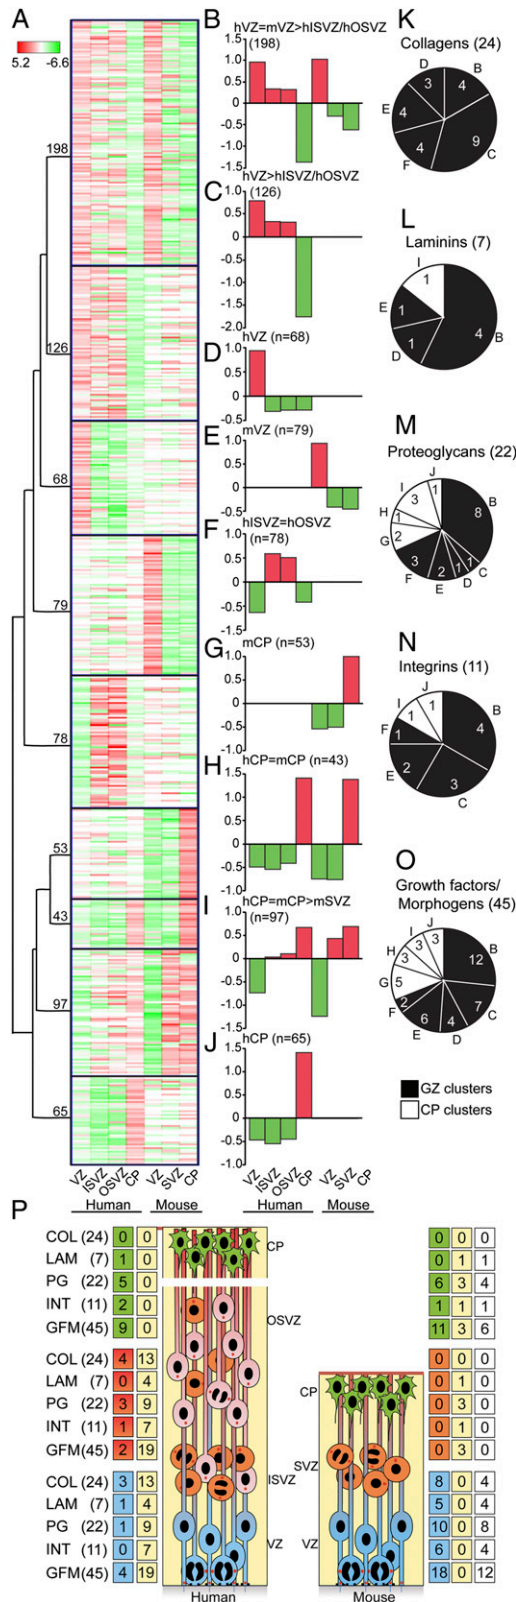 A
5.2 -6.6
198
126
68
79
78
53
43
97
65
VZ ISVZ OSVZ CP VZ SVZ CP
Human Mouse
B
hVZ=mVZ>hISVZ/hOSVZ
(198)
1.0
0.5
0
-0.5
-1.0
-1.5
C
hVZ>hISVZ/hOSVZ
(126)
1.0
0.5
0
-0.5
-1.0
-1.5
-2.0
D
hVZ (n=68)
1.0
0.5
0
-0.5
E
mVZ (n=79)
1.0
0.5
0
-0.5
-1.0
-1.5
F
hISVZ=hOSVZ
(n=78)
1.0
0.5
0
-0.5
-1.0
-1.5
G
mCP (n=53)
1.0
0.5
0
-0.5
-1.0
H
hCP=mCP (n=43)
1.5
1.0
0.5
0
-0.5
-1.0
I
hCP=mCP>mSVZ
(n=97)
1.5
1.0
0.5
0
-0.5
-1.0
-1.5
J
hCP (n=65)
1.5
1.0
0.5
0
-0.5
-1.0
VZ ISVZ OSVZ CP VZ SVZ CP
Human Mouse
K
Collagens (24)
D B
3 4
E 4
4 9
F C
L
Laminins (7)
I
1
E 1
1 4 B
D
M
Proteoglycans (22)
J
I 1
3 B
H 8
1
G 2
3 2 1 1 C
F E D
N
Integrins (11)
J
I 1
1 B
F 1 4
2
E 3
C
O
Growth factors/
Morphogens (45)
J
I 3
H 3 B
3 12
G 5
2 7
F 6 4 C
E D
GZ clusters
CP clusters
P
COL (24) 0 0
LAM (7) 1 0
PG (22) 5 0
INT (11) 2 0
GFM(45) 9 0
COL (24) 4 13
LAM (7) 0 4
PG (22) 3 9
INT (11) 1 7
GFM(45) 2 19
COL (24) 3 13
LAM (7) 1 4
PG (22) 1 9
INT (11) 0 7
GFM(45) 4 19
CP
OSVZ
ISVZ
VZ
Human
CP
SVZ
VZ
Mouse
0 0 0
0 1 1
6 3 4
1 1 1
11 3 6
0 0 0
0 1 0
0 3 0
0 1 0
0 3 0
8 0 4
5 0 4
10 0 8
6 0 4
18 0 12